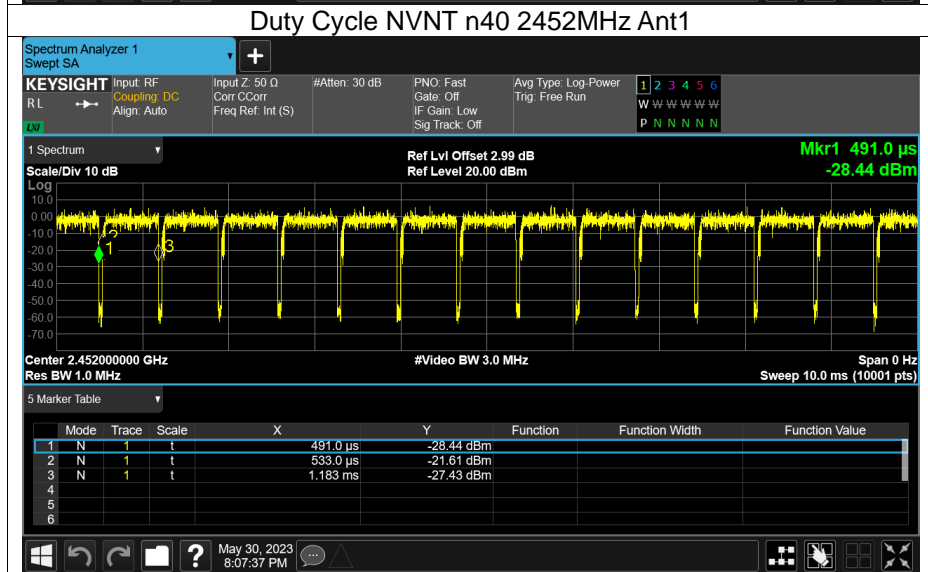 Duty Cycle NVNT n40 2452MHz Ant1
Spectrum Analyzer 1
Swept SA
+
KEYSIGHT Input: RF Input Z: 50 Ω #Atten: 30 dB PNO: Fast Avg Type: Log-Power 1 2 3 4 5 6
R L Coupling: DC Corr CCorr Gate: Off Trig: Free Run W W W W W W
Align: Auto Freq Ref: Int (S) IF Gain: Low
LXI Sig Track: Off P N N N N N
1 Spectrum Ref Lvl Offset 2.99 dB Mkr1 491.0 µs
Scale/Div 10 dB Ref Level 20.00 dBm -28.44 dBm
Log
10.0
0.00
-10.0
2
-20.0 1 3
-30.0
-40.0
-50.0
-60.0
-70.0
Center 2.452000000 GHz #Video BW 3.0 MHz Span 0 Hz
Res BW 1.0 MHz Sweep 10.0 ms (10001 pts)
5 Marker Table
Mode Trace Scale X Y Function Function Width Function Value
1 N 1 t 491.0 µs -28.44 dBm
2 N 1 t 533.0 µs -21.61 dBm
3 N 1 t 1.183 ms -27.43 dBm
4
5
6
? May 30, 2023
8:07:37 PM